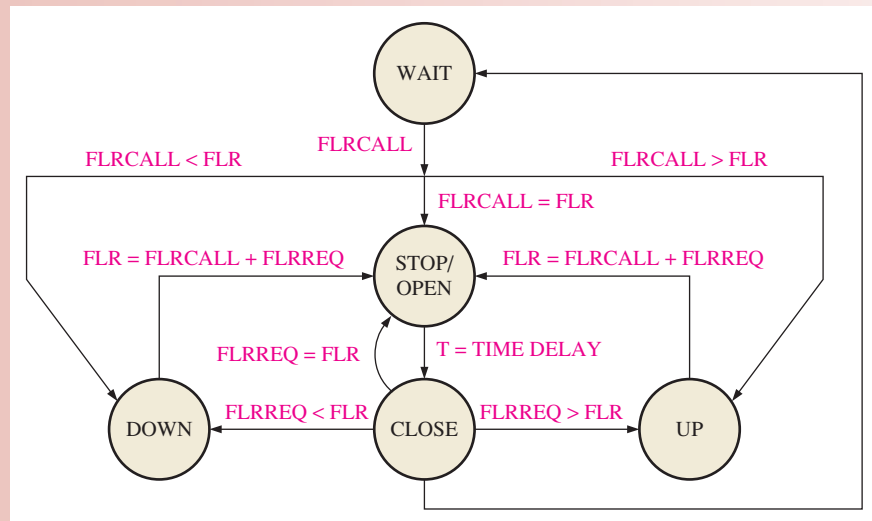 WAIT
FLRCALL
FLRCALL < FLR
FLRCALL > FLR
FLRCALL = FLR
FLR = FLRCALL + FLRREQ
STOP/
OPEN
FLR = FLRCALL + FLRREQ
FLRREQ = FLR
T = TIME DELAY
DOWN
FLRREQ < FLR
CLOSE
FLRREQ > FLR
UP